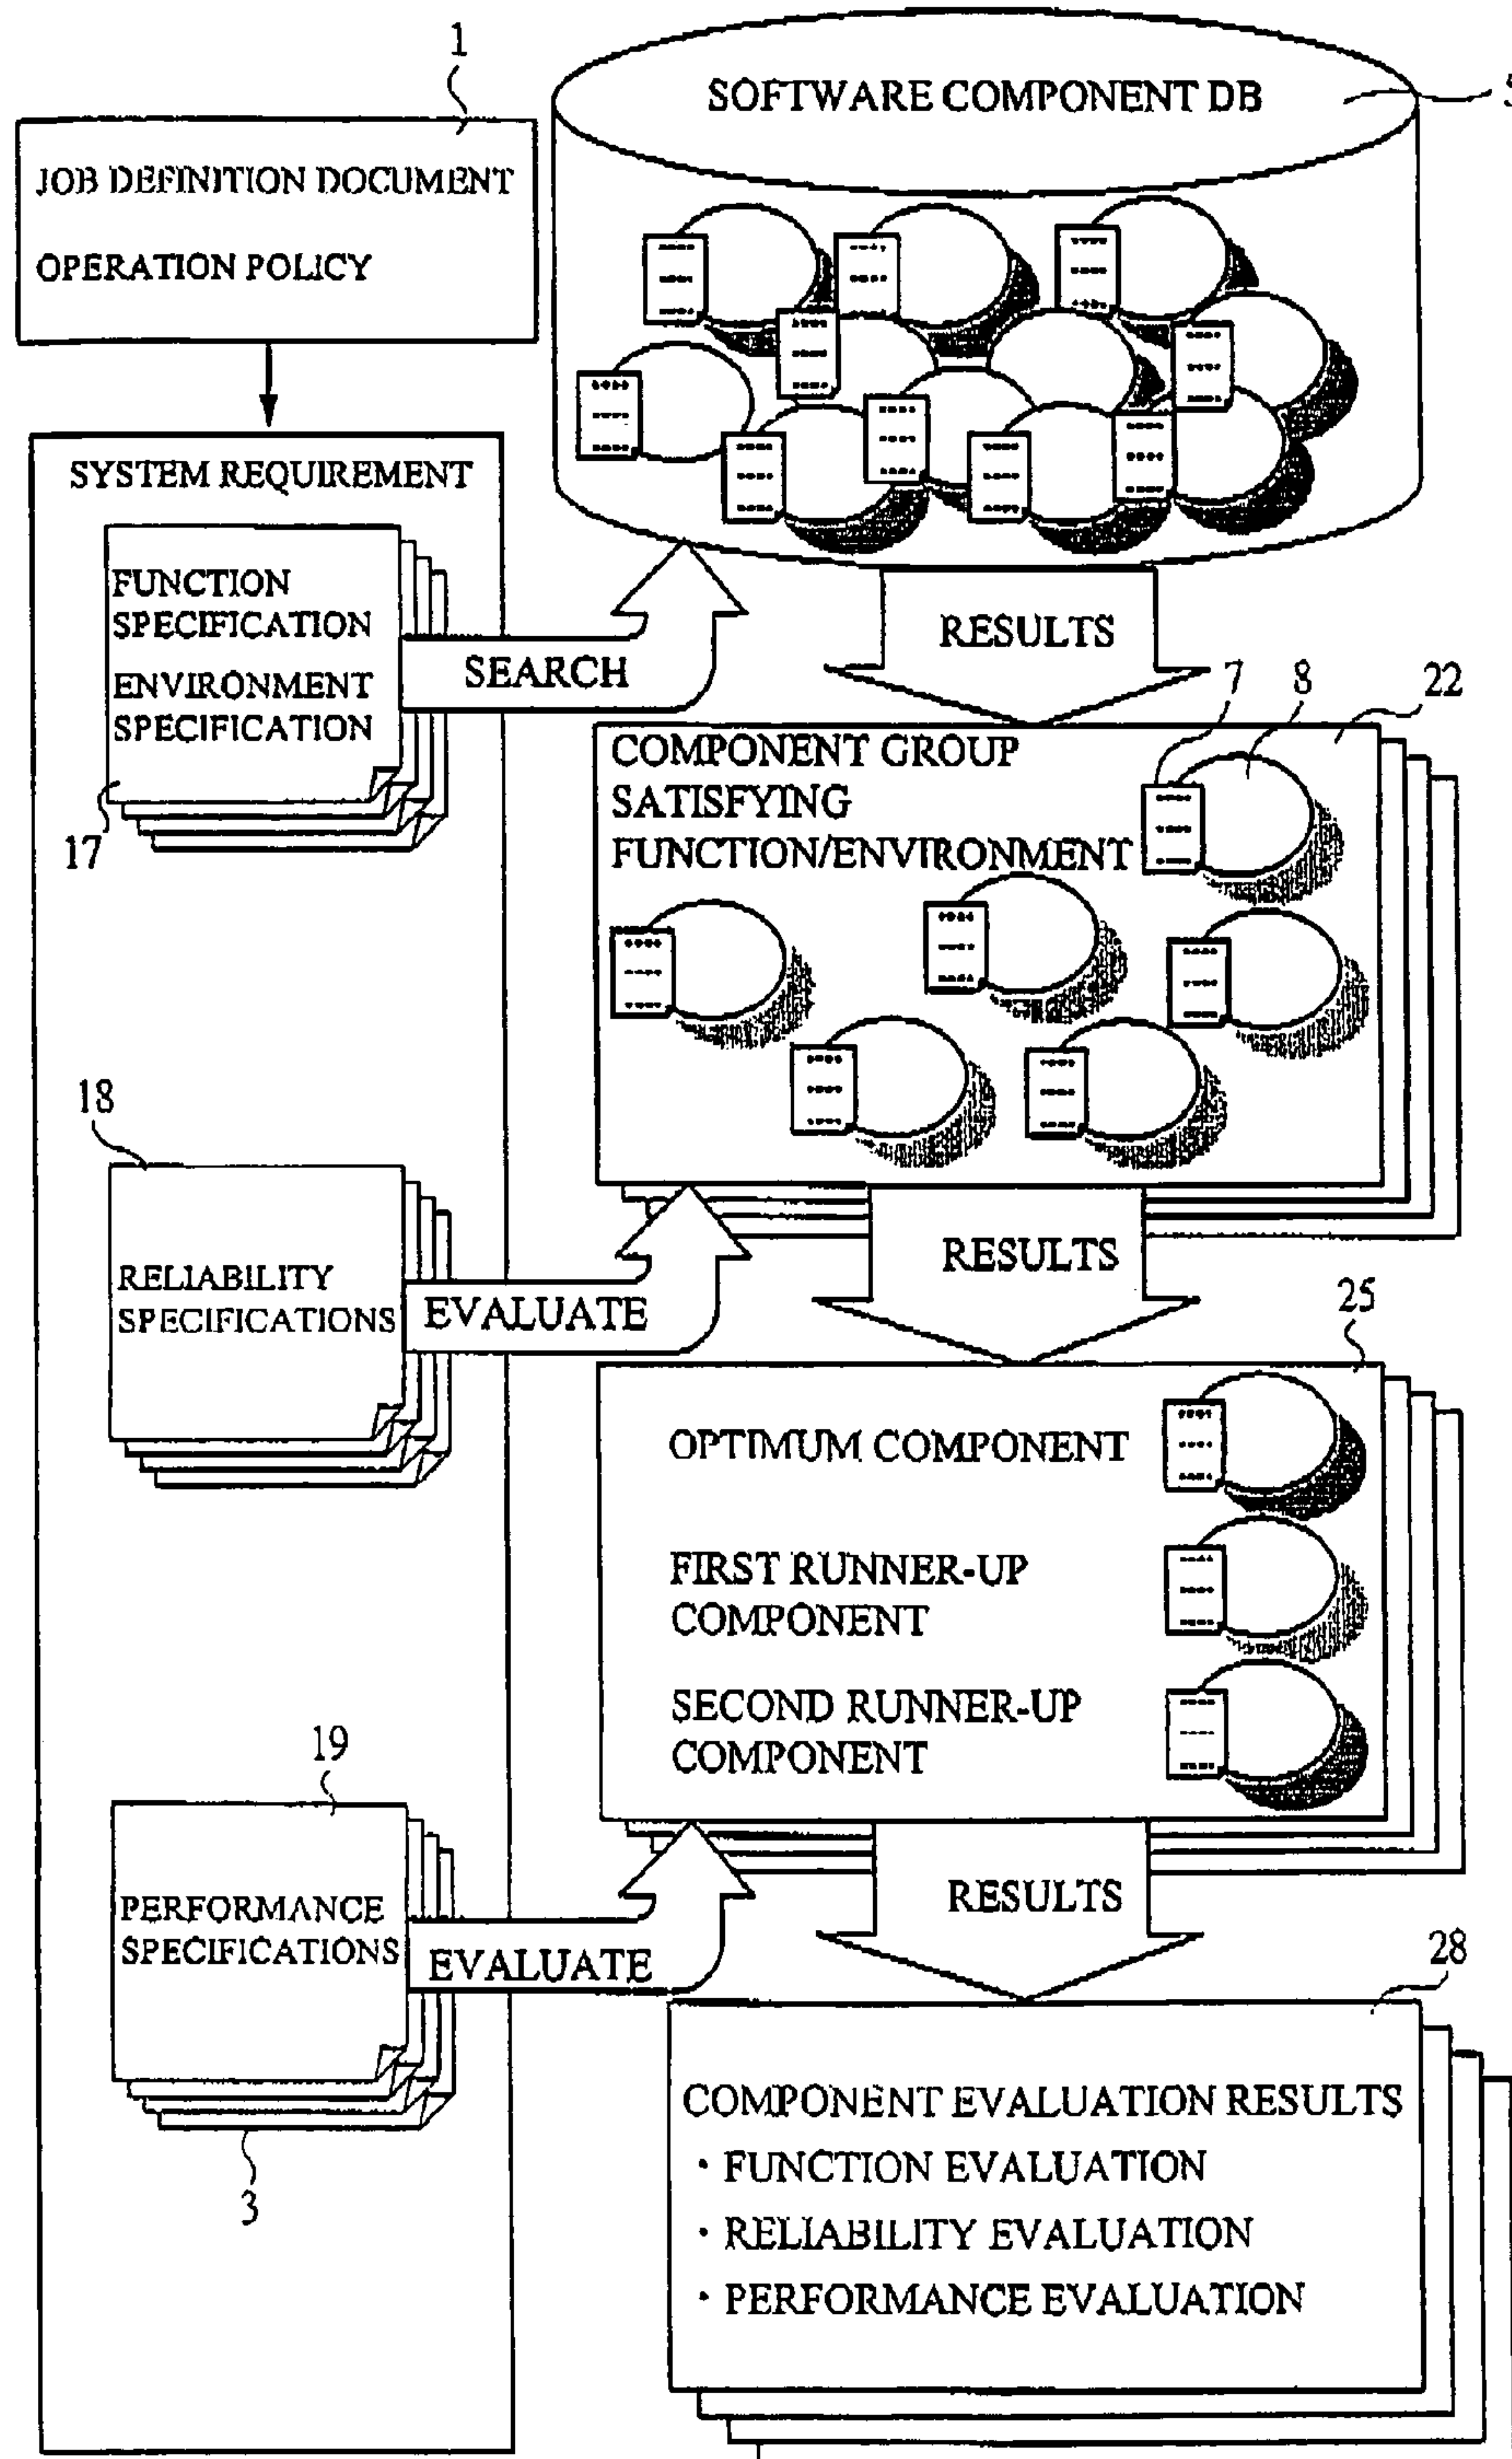 1
JOB DEFINITION DOCUMENT
OPERATION POLICY
SOFTWARE COMPONENT DB
5
SYSTEM REQUIREMENT
FUNCTION
SPECIFICATION
ENVIRONMENT
SPECIFICATION
17
SEARCH
RESULTS
7
8
22
COMPONENT GROUP
SATISFYING
FUNCTION/ENVIRONMENT
18
RELIABILITY
SPECIFICATIONS
EVALUATE
RESULTS
25
OPTIMUM COMPONENT
FIRST RUNNER-UP
COMPONENT
SECOND RUNNER-UP
COMPONENT
19
PERFORMANCE
SPECIFICATIONS
3
EVALUATE
RESULTS
28
COMPONENT EVALUATION RESULTS
· FUNCTION EVALUATION
· RELIABILITY EVALUATION
· PERFORMANCE EVALUATION